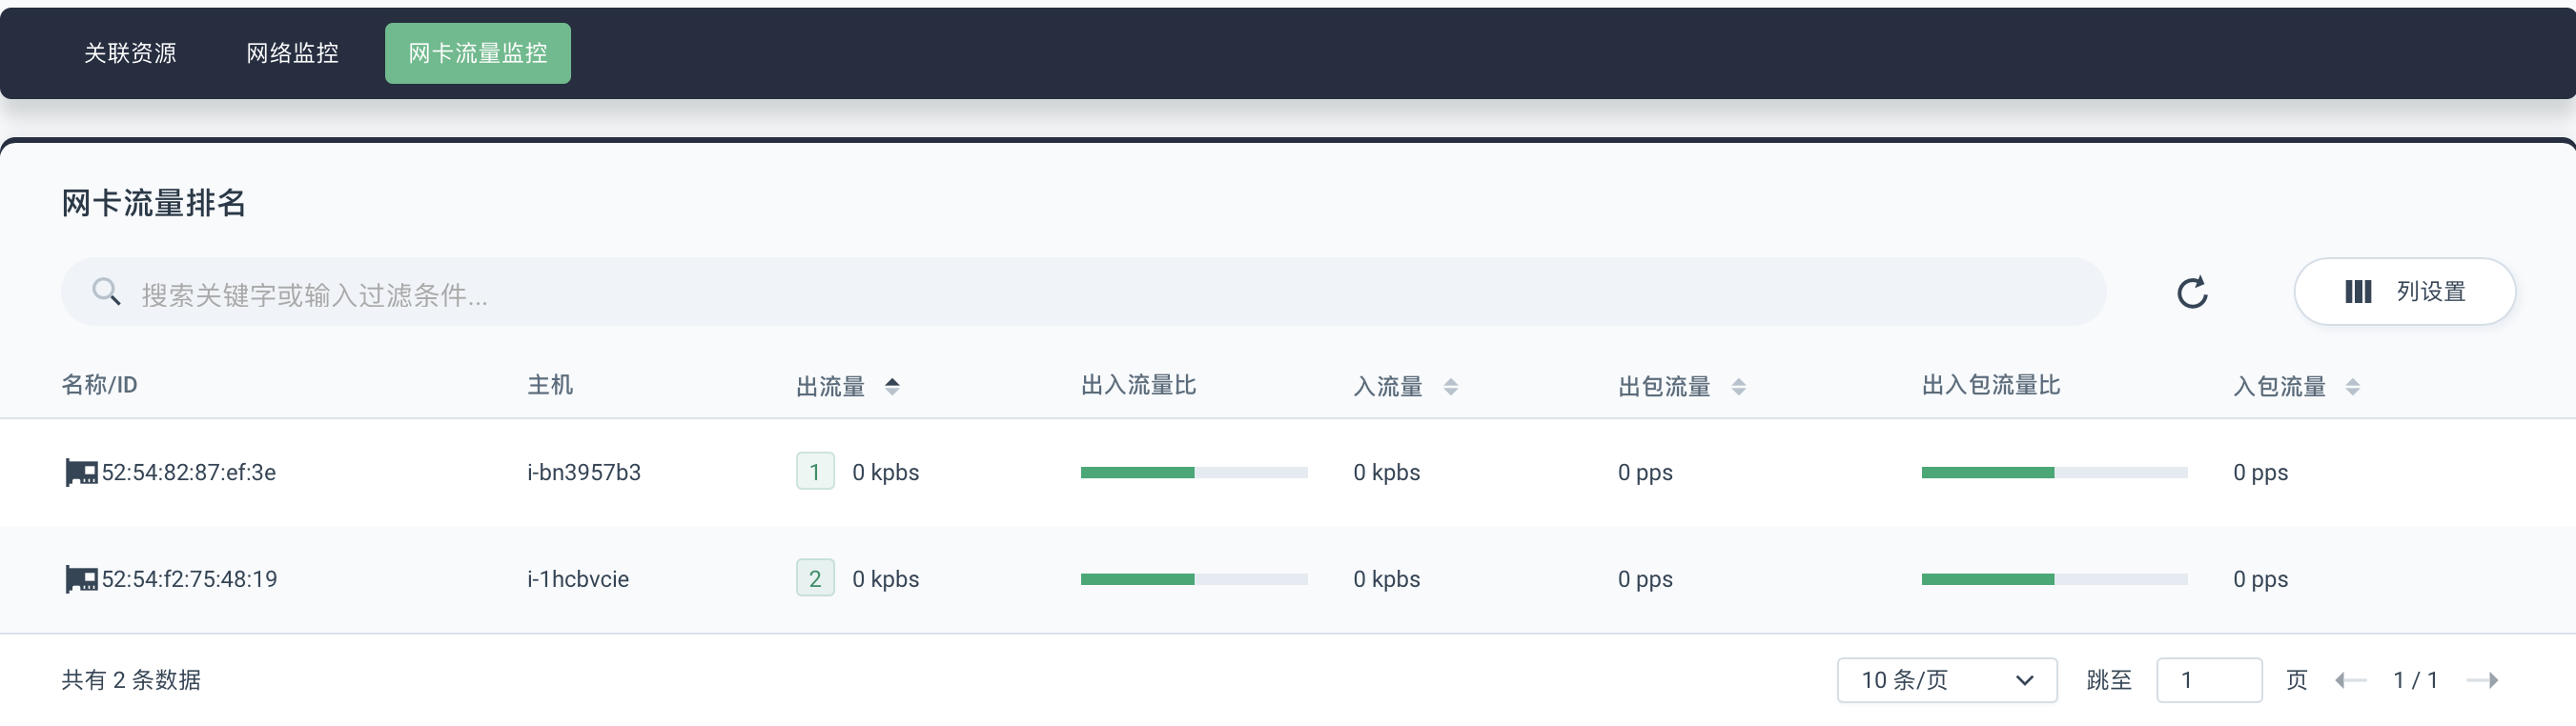 关联资源 网络监控 网卡流量监控
网卡流量排名
搜索关键字或输入过滤条件... 列设置
名称/ID 主机 出流量 出入流量比 入流量 出包流量 出入包流量比 入包流量
52:54:82:87:ef:3e i-bn3957b3 1 0 kpbs 0 kpbs 0 pps 0 pps
52:54:f2:75:48:19 i-1hcbvcie 2 0 kpbs 0 kpbs 0 pps 0 pps
共有 2 条数据 10 条/页 跳至 1 页 1 / 1